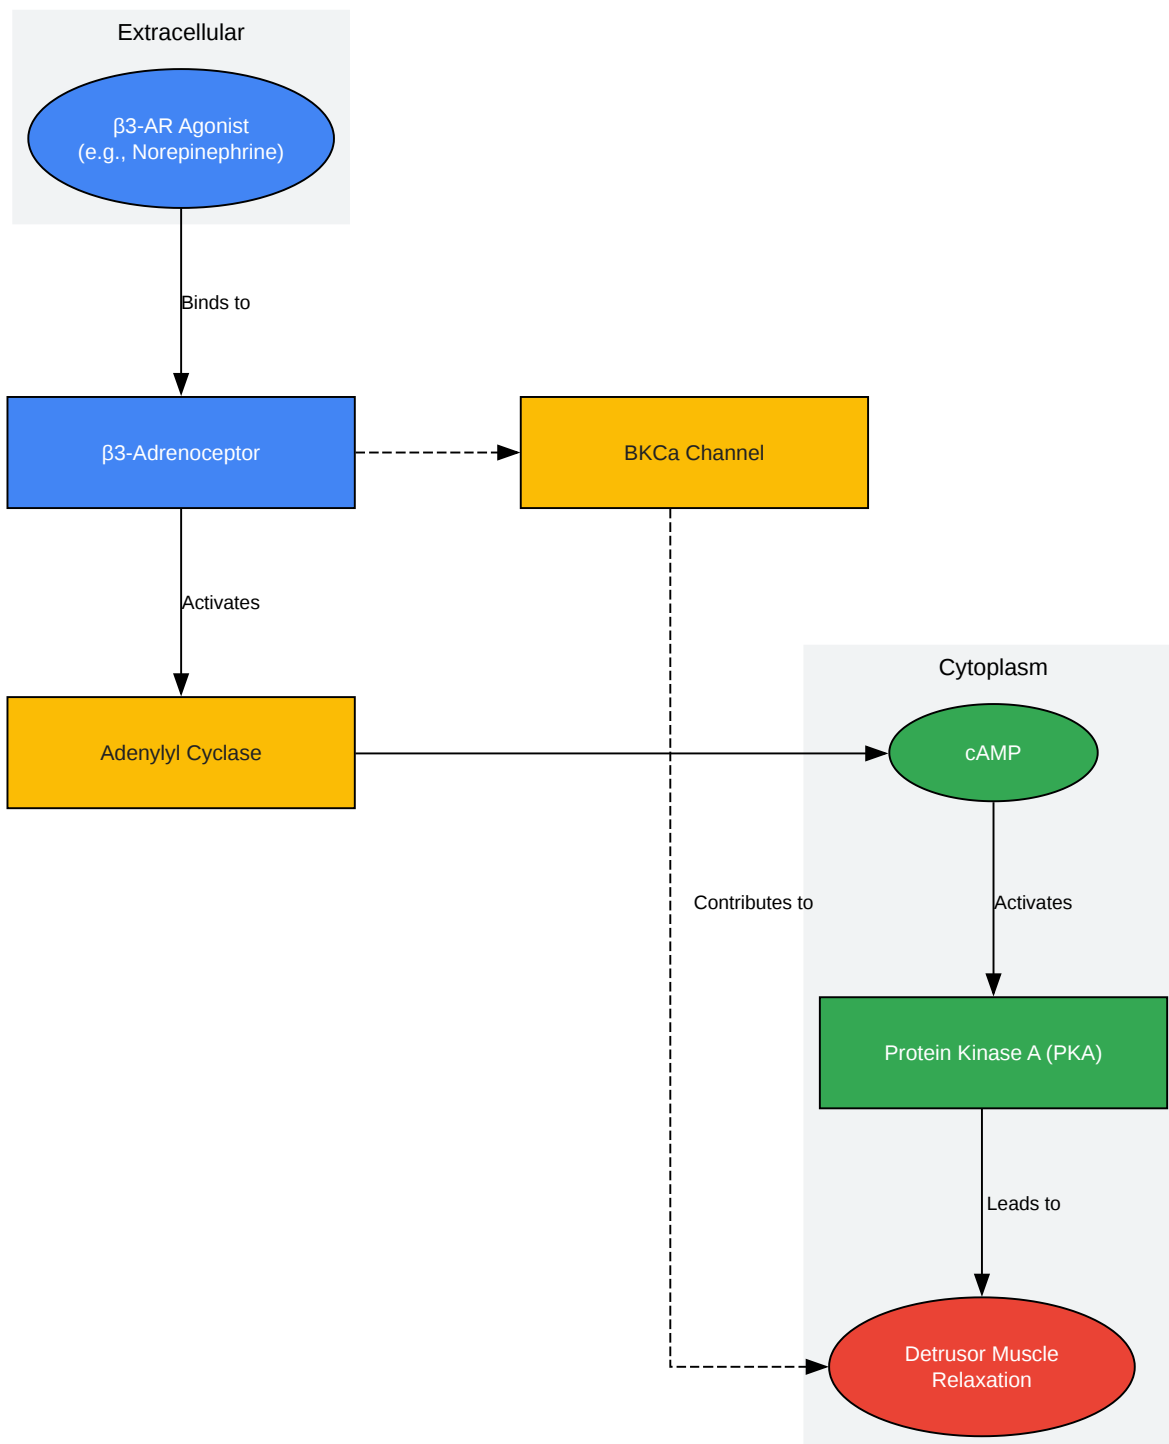 Extracellular
β3-AR Agonist
(e.g., Norepinephrine)
Binds to
β3-Adrenoceptor
BKCa Channel
Activates
Cytoplasm
Adenylyl Cyclase
cAMP
Contributes to
Activates
Protein Kinase A (PKA)
Leads to
Detrusor Muscle
Relaxation